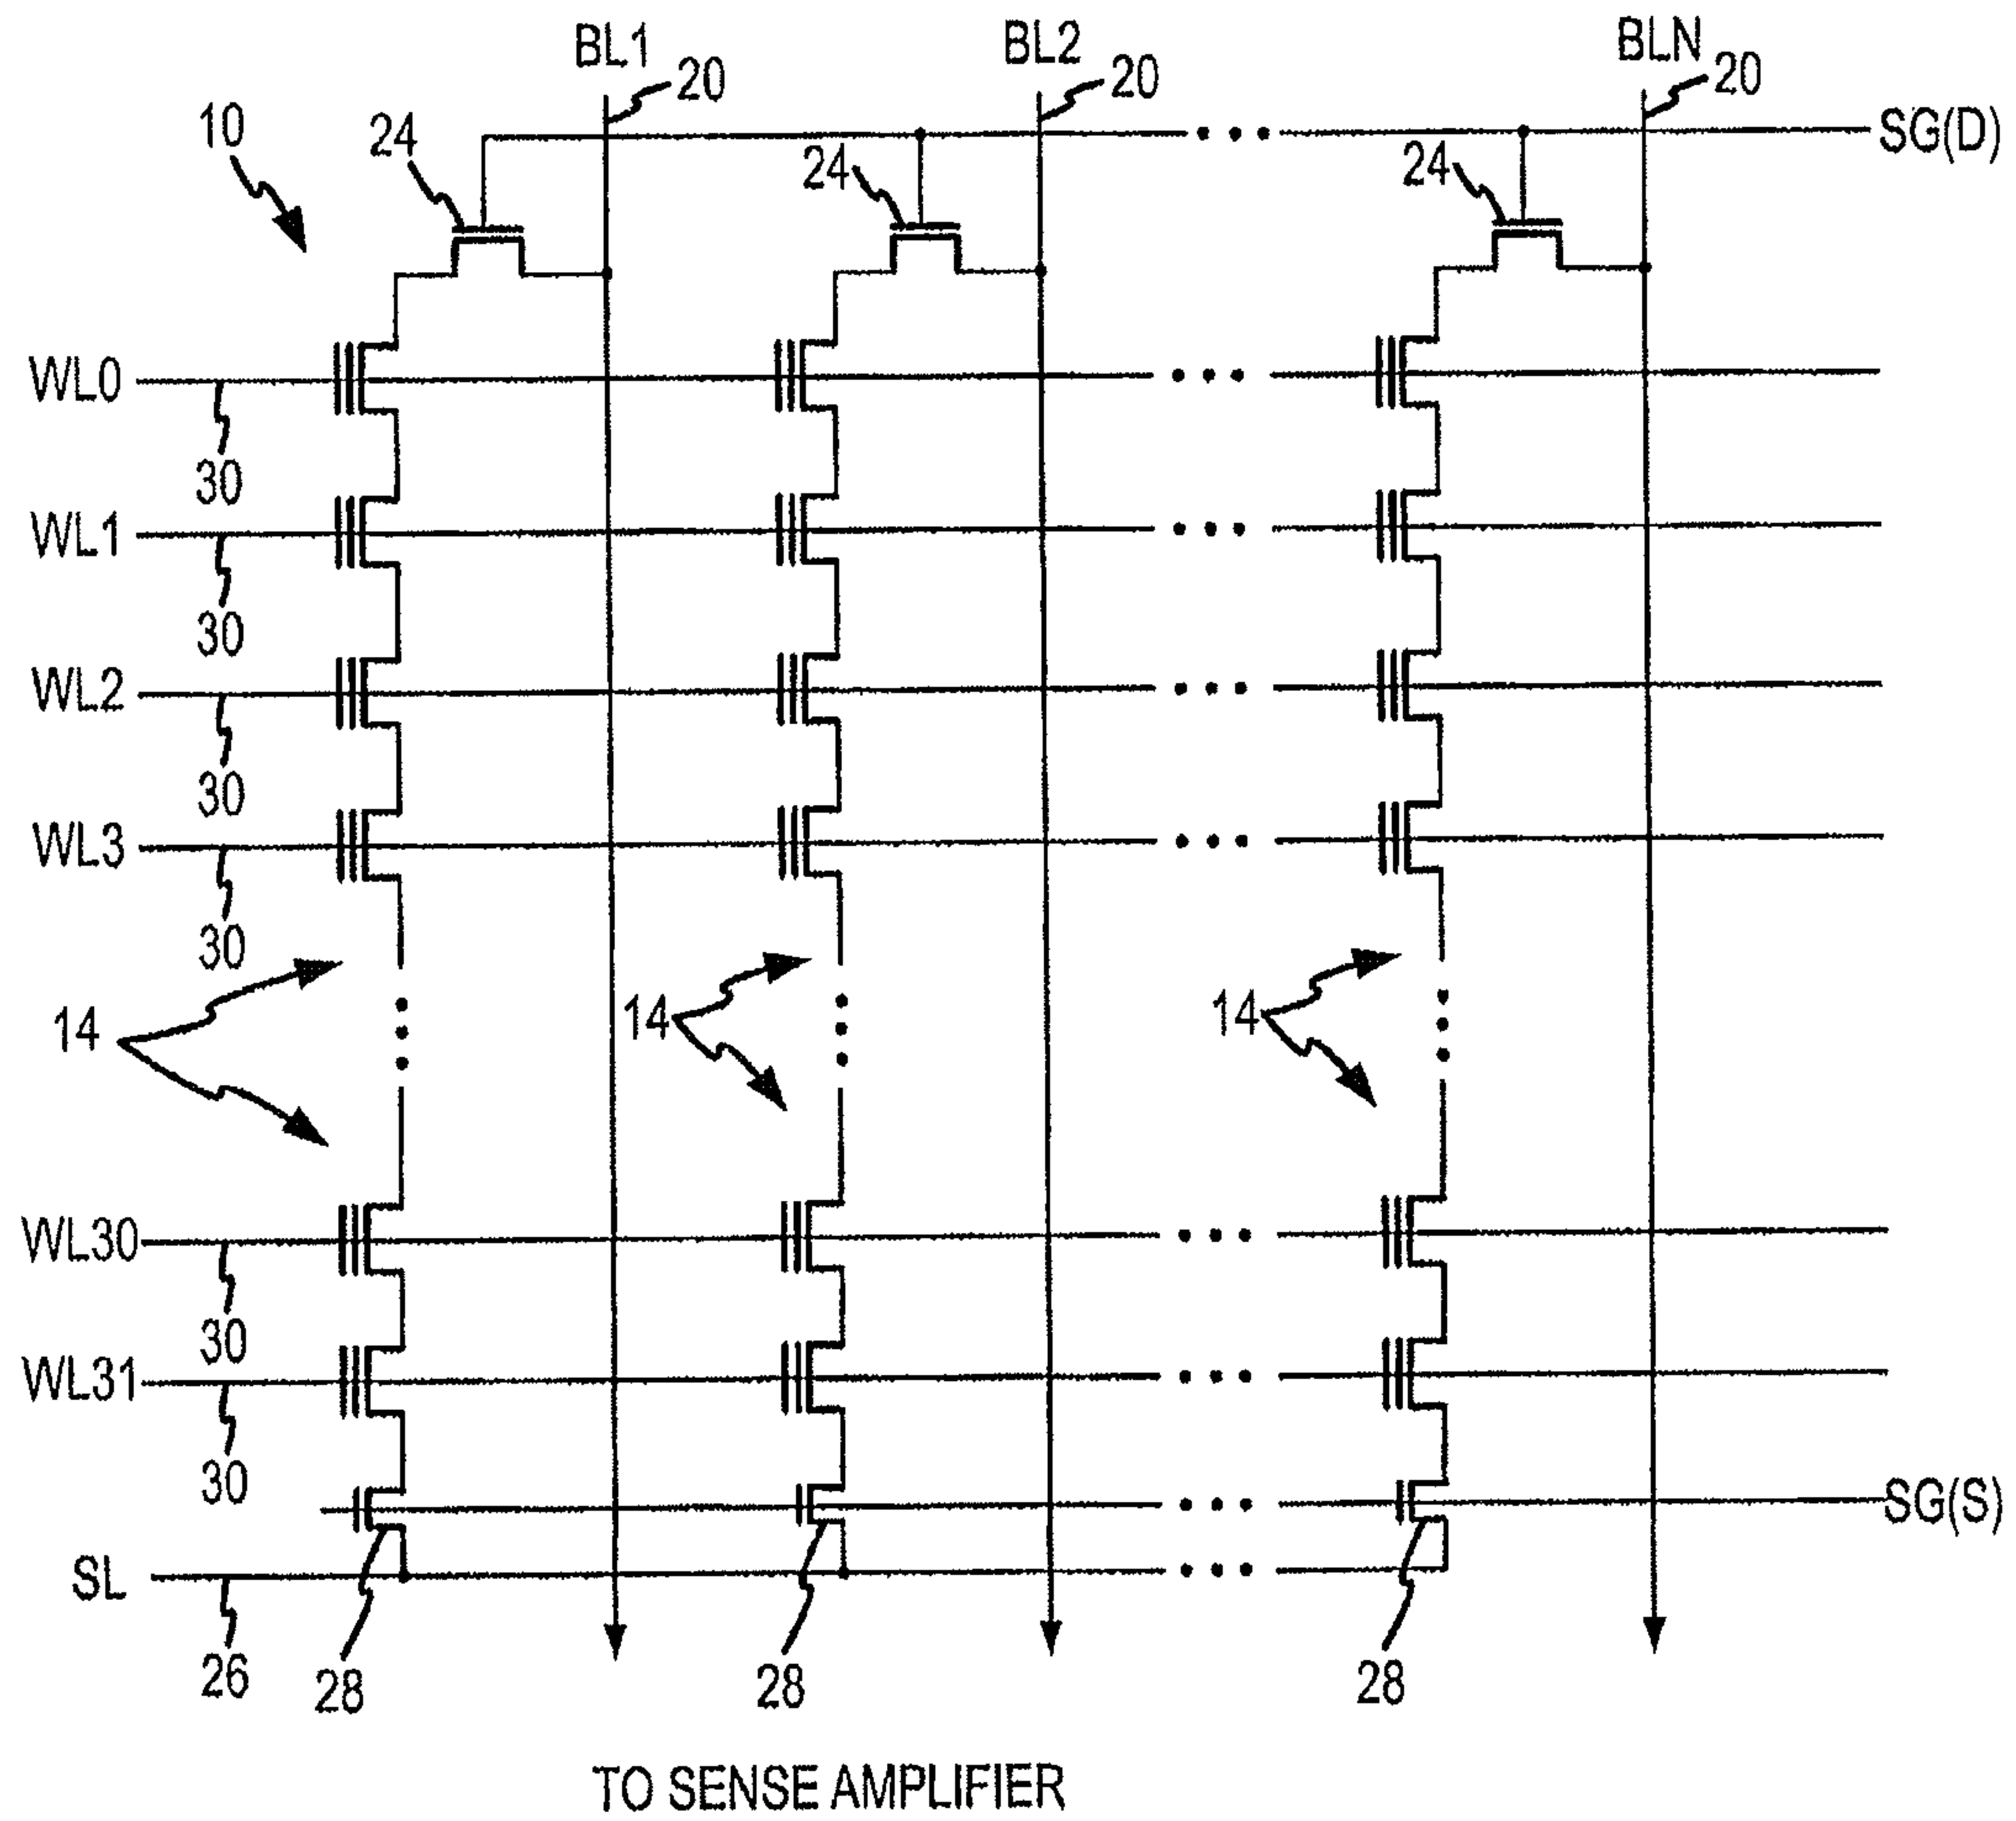 BL1
20
BL2
20
BLN
20
10
24
24
24
SG(D)
WL0
30
WL1
30
WL2
30
WL3
30
14
14
14
WL30
30
WL31
30
SG(S)
SL
26
28
28
28
TO SENSE AMPLIFIER